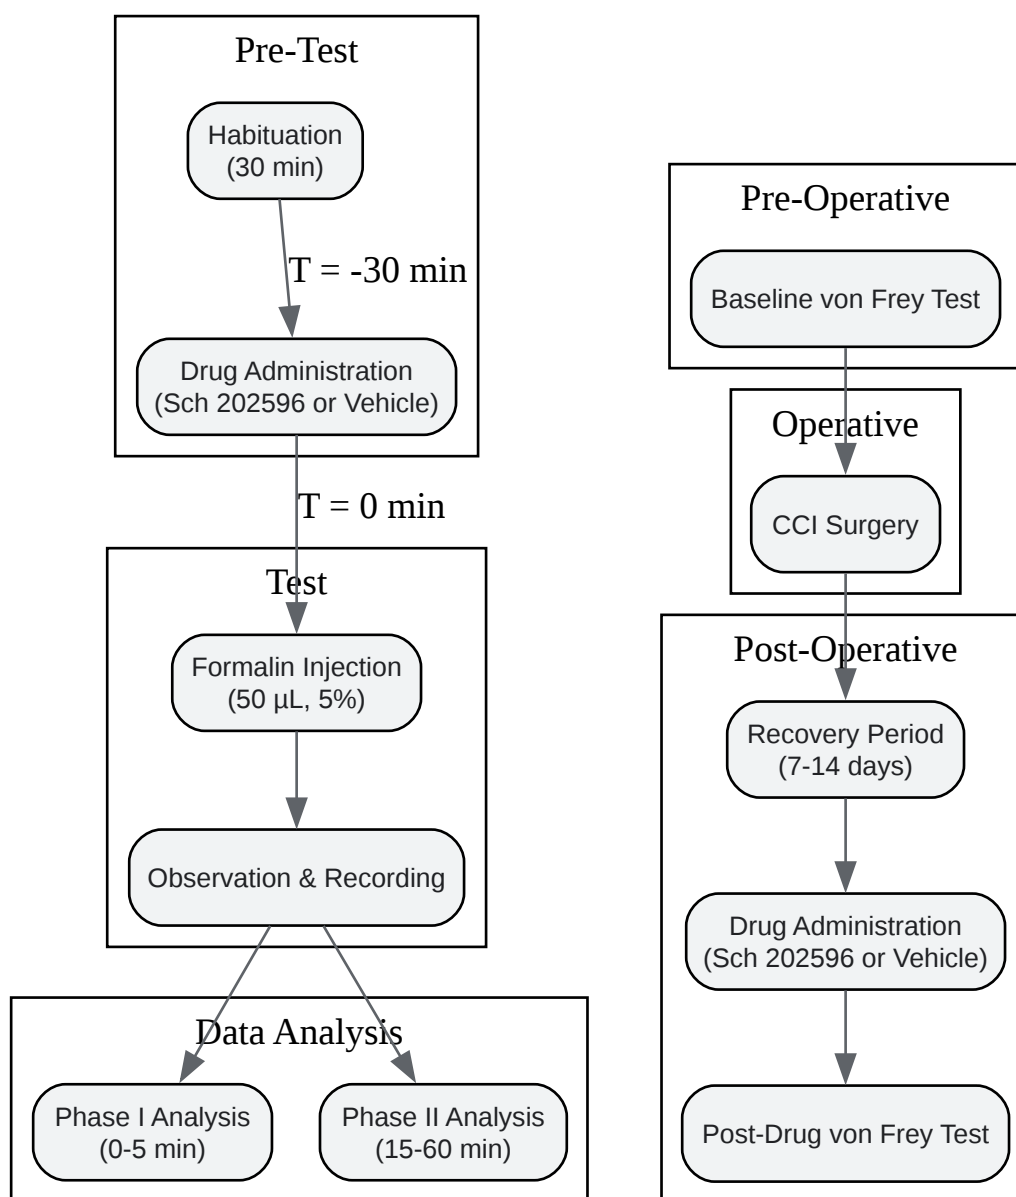 Pre-Test
Habituation
(30 min)
T = -30 min
Drug Administration
(Sch 202596 or Vehicle)
T = 0 min
Test
Formalin Injection
(50 µL, 5%)
Observation & Recording
Data Analysis
Phase I Analysis
(0-5 min)
Phase II Analysis
(15-60 min)
Pre-Operative
Baseline von Frey Test
Operative
CCI Surgery
Post-Operative
Recovery Period
(7-14 days)
Drug Administration
(Sch 202596 or Vehicle)
Post-Drug von Frey Test